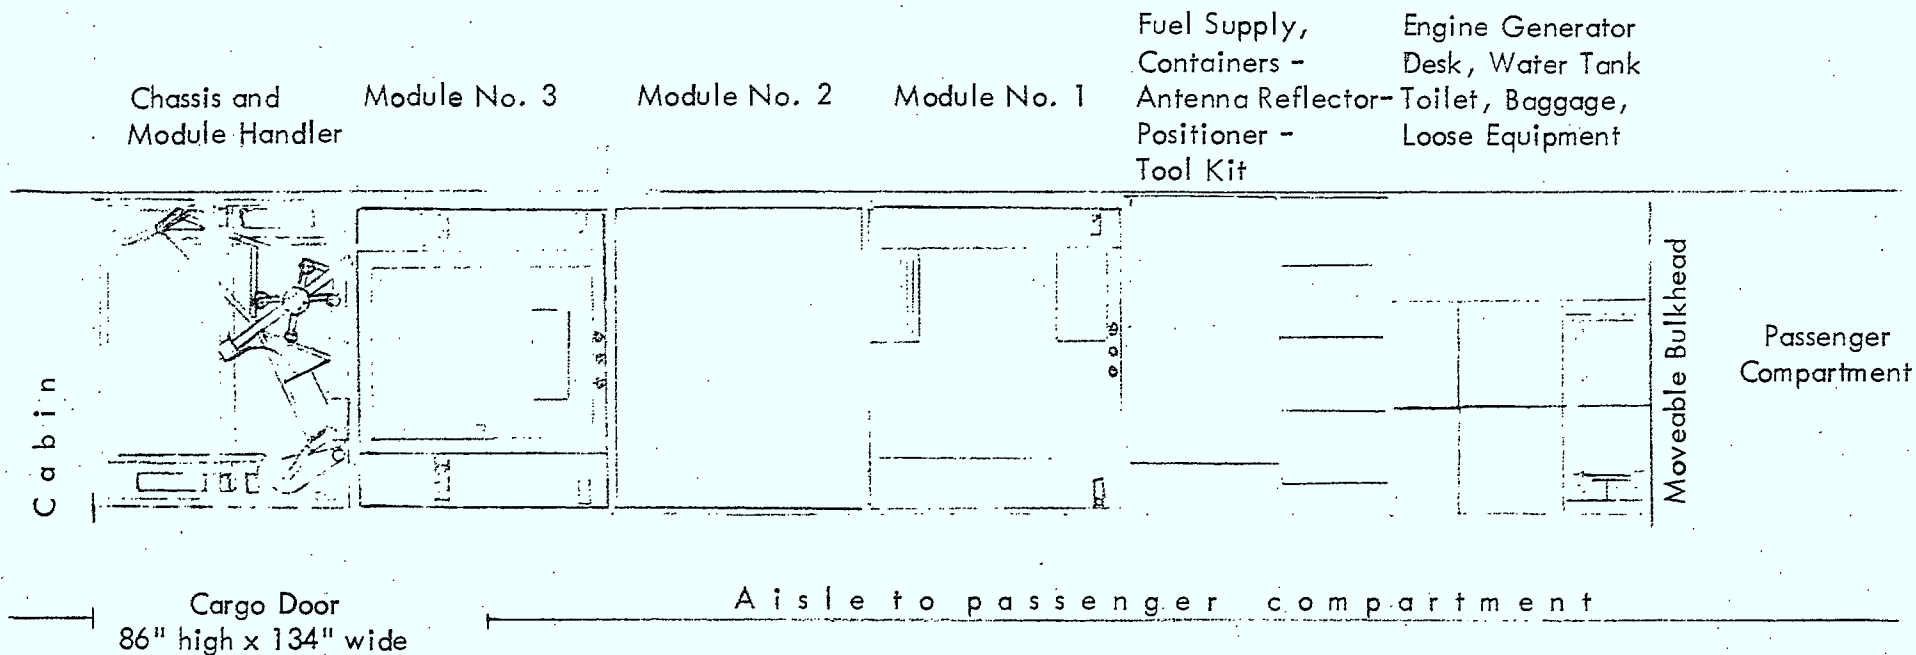 Fuel Supply,
Containers -
Antenna Reflector-
Positioner -
Tool Kit
Engine Generator
Desk, Water Tank
Toilet, Baggage,
Loose Equipment
Chassis and
Module Handler
Module No. 3
Module No. 2
Module No. 1
Cabin
Moveable Bulkhead
Passenger
Compartment
Cargo Door
86" high x 134" wide
Aisle to passenger compartment